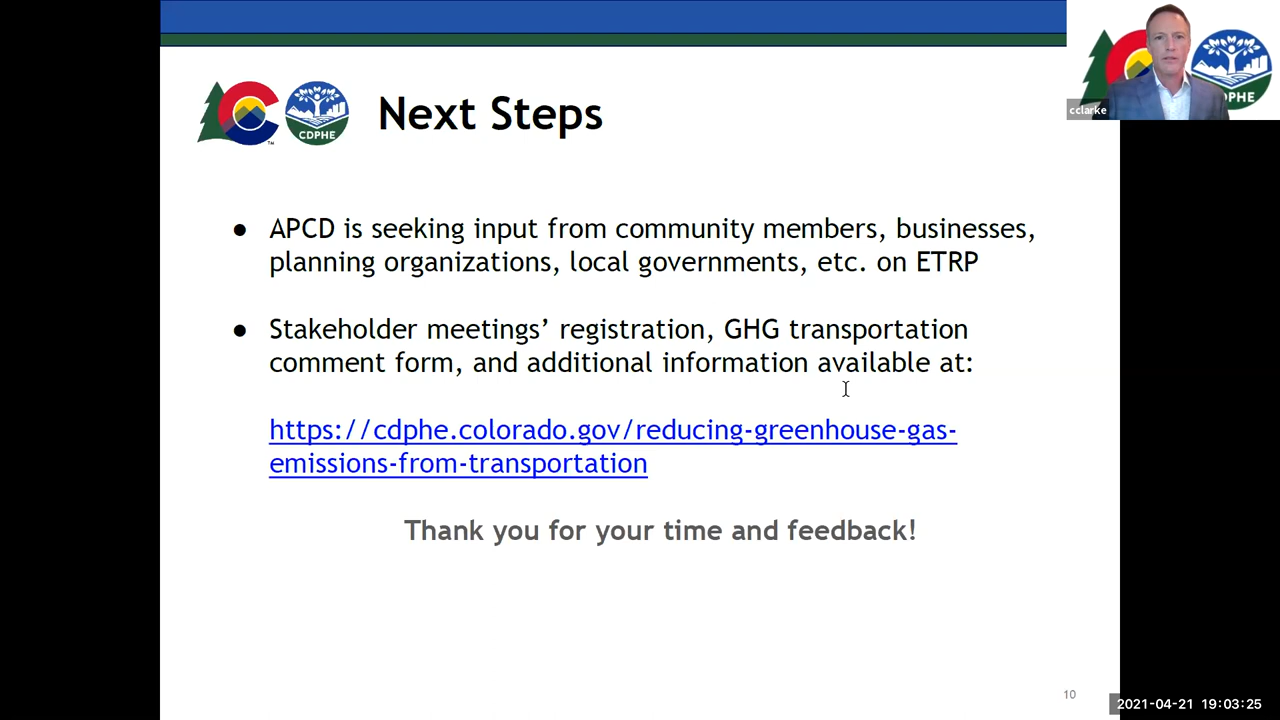 cclarke
CDPHE
CDPHE
™
Next Steps
● APCD is seeking input from community members, businesses,
planning organizations, local governments, etc. on ETRP
● Stakeholder meetings’ registration, GHG transportation
comment form, and additional information available at:
https://cdphe.colorado.gov/reducing-greenhouse-gas-
emissions-from-transportation
Thank you for your time and feedback!
10
2021-04-21 19:03:25